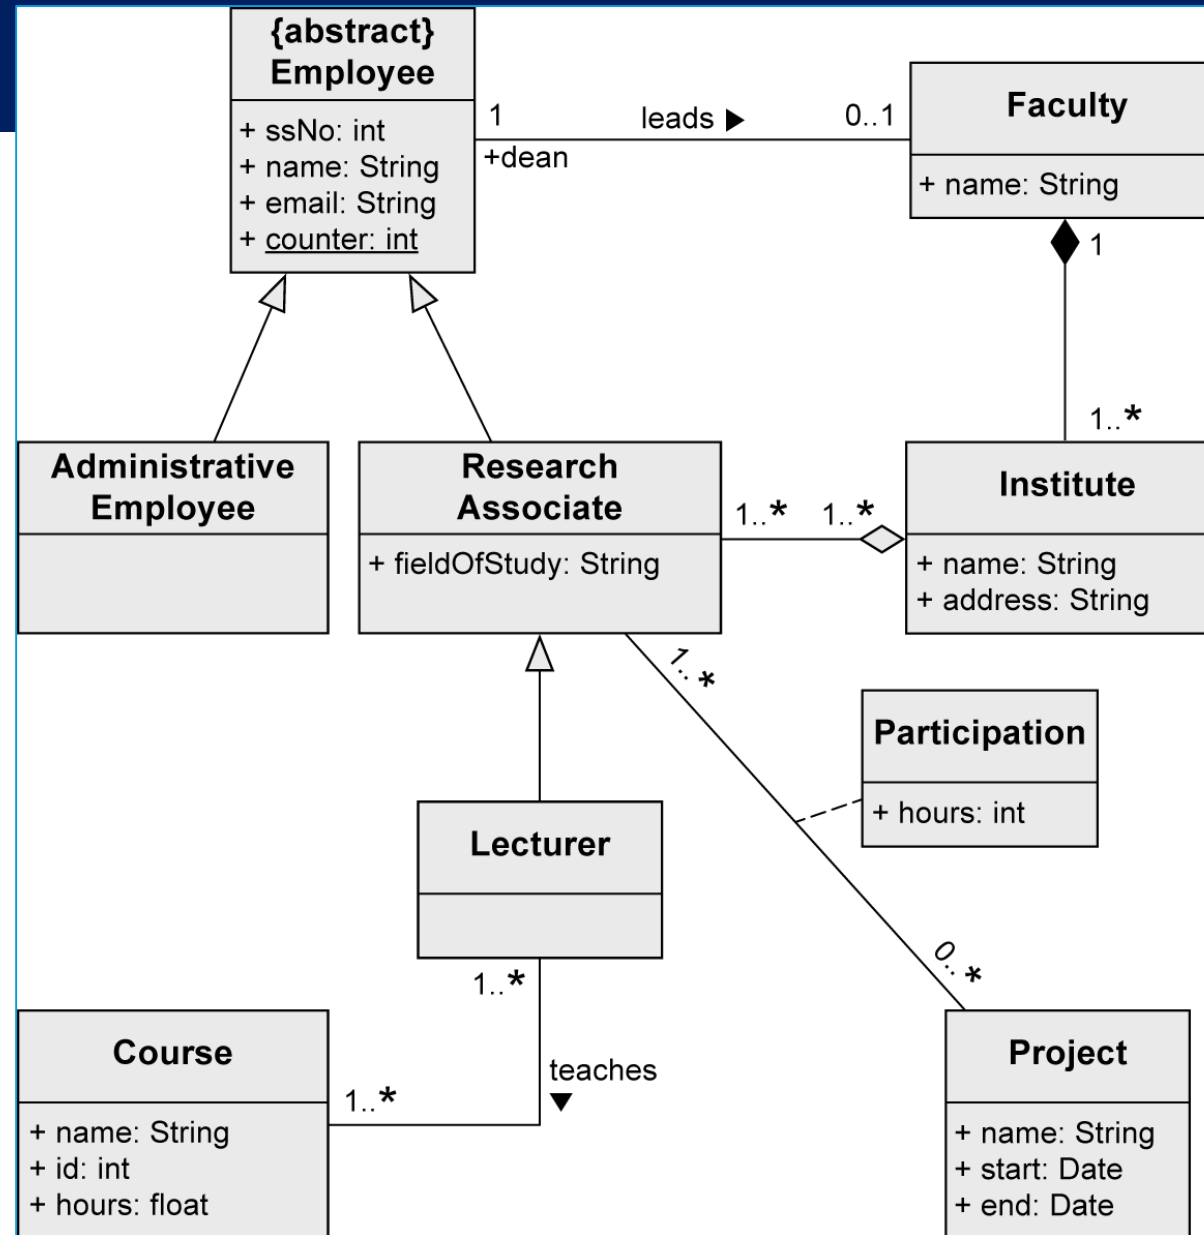 {abstract}
Employee
+ ssNo: int
+ name: String
+ email: String
+ counter: int
1
leads ▶
0..1
+dean
Faculty
+ name: String
1
1..*
Administrative
Employee
Research
Associate
+ fieldOfStudy: String
1..*
1..*
Institute
+ name: String
+ address: String
1..*
Participation
+ hours: int
Lecturer
1..*
0..*
teaches
▼
1..*
Course
+ name: String
+ id: int
+ hours: float
Project
+ name: String
+ start: Date
+ end: Date